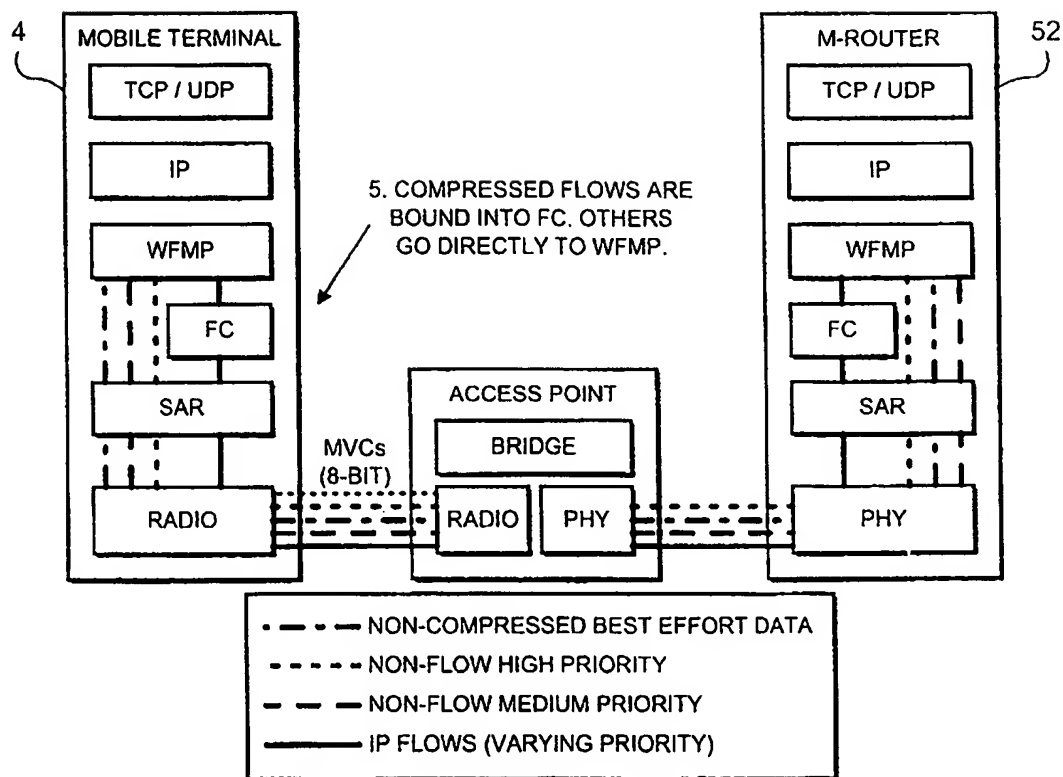 4
MOBILE TERMINAL
TCP / UDP
IP
WFMP
FC
SAR
RADIO
5. COMPRESSED FLOWS ARE
BOUND INTO FC. OTHERS
GO DIRECTLY TO WFMP.
MVCs
(8-BIT)
ACCESS POINT
BRIDGE
RADIO
PHY
52
M-ROUTER
TCP / UDP
IP
WFMP
FC
SAR
PHY
NON-COMPRESSED BEST EFFORT DATA
NON-FLOW HIGH PRIORITY
NON-FLOW MEDIUM PRIORITY
IP FLOWS (VARYING PRIORITY)